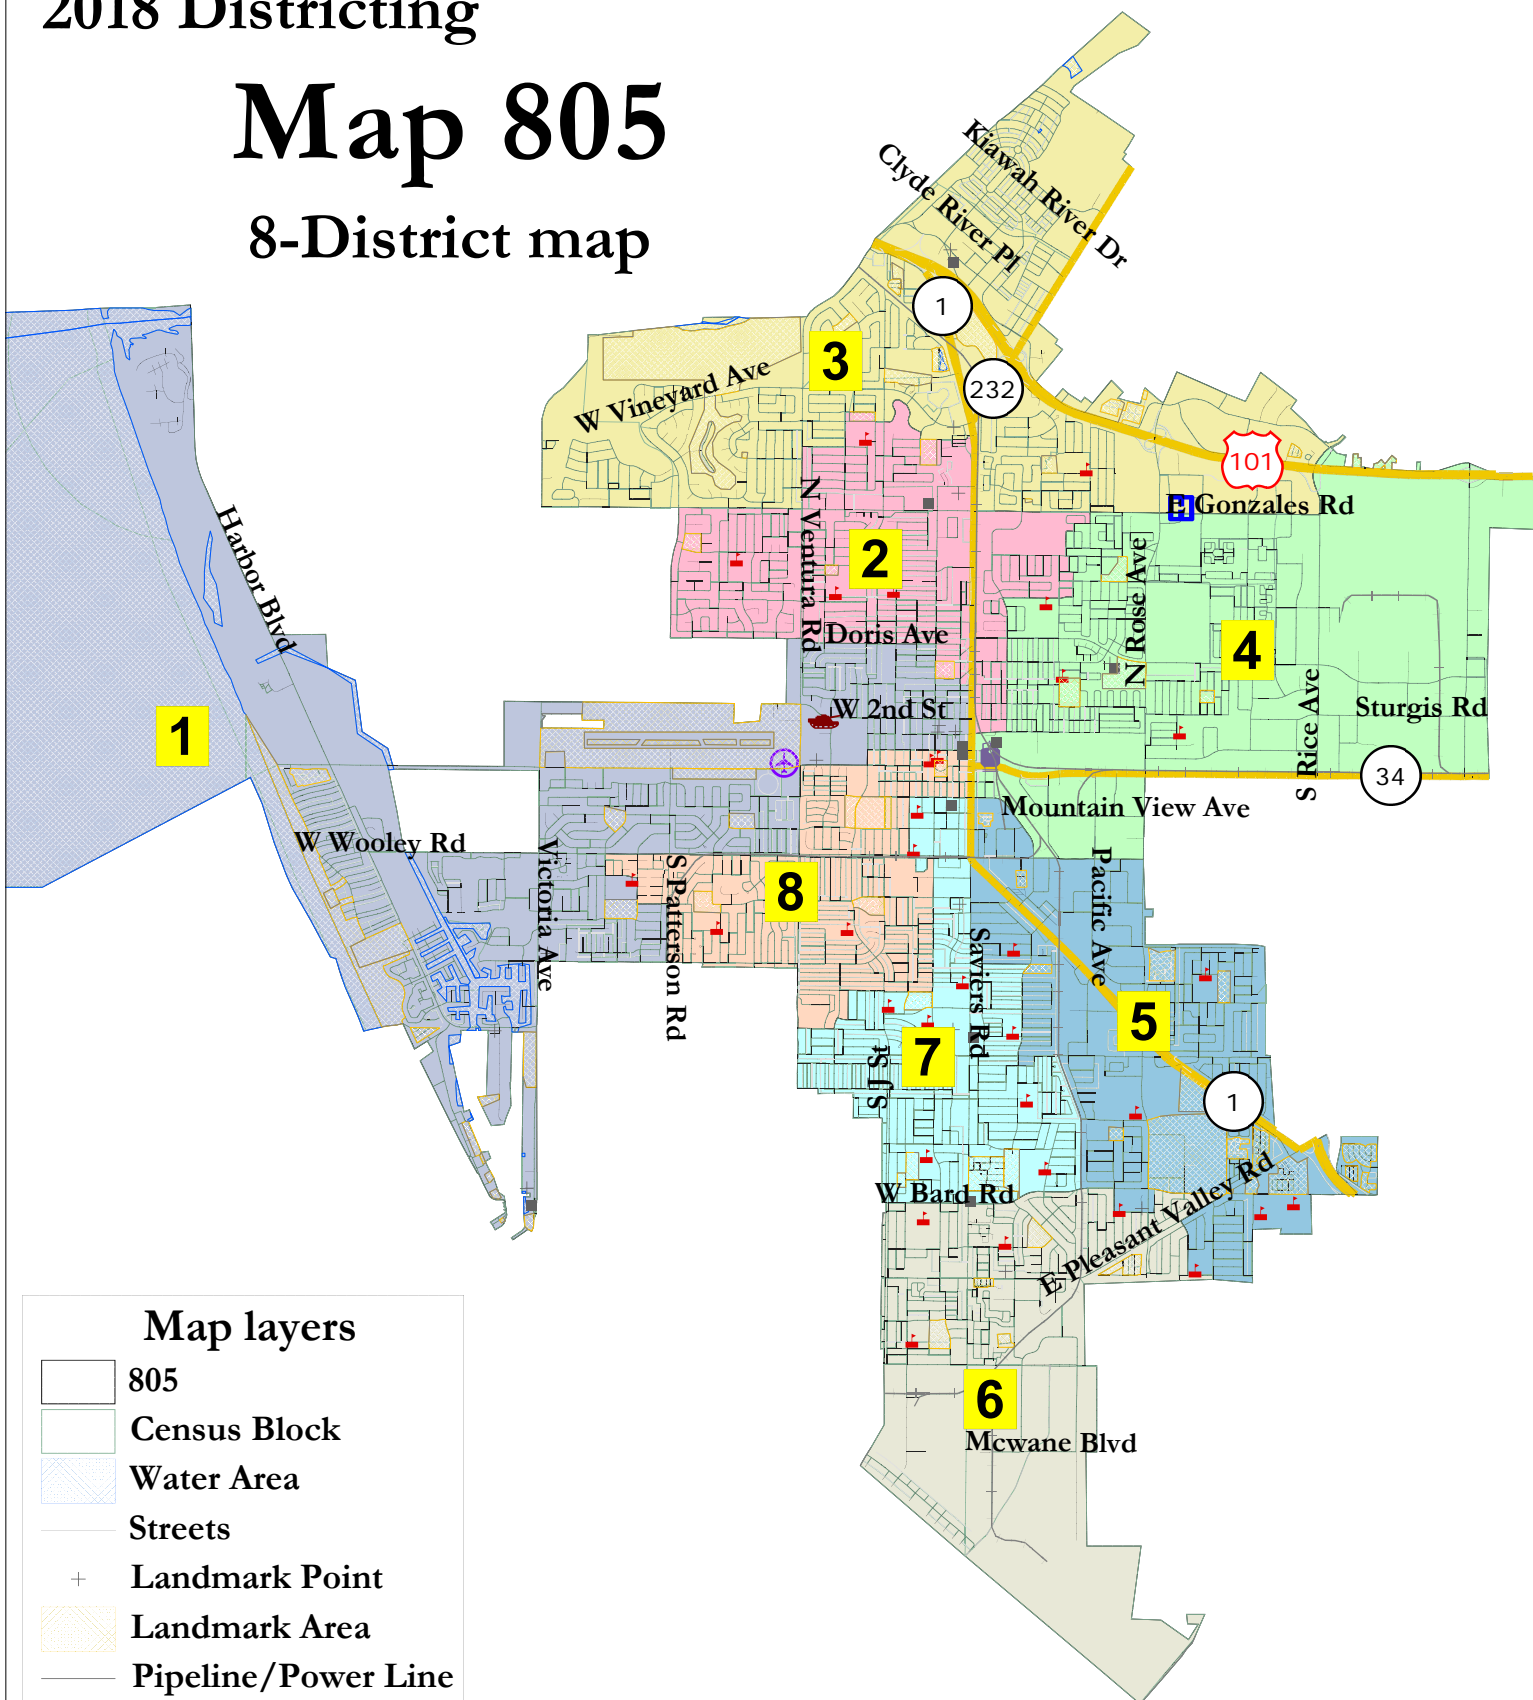 2018 Districting
Map 805
8-District map
Kiawah River Dr
Clyde River Pl
1
232
3
W Vineyard Ave
101
E Gonzales Rd
N Ventura Rd
Harbor Blvd
2
N Rose Ave
Doris Ave
4
1
W 2nd St
S Rice Ave
Sturgis Rd
34
Mountain View Ave
W Wooley Rd
Victoria Ave
S Patterson Rd
8
Pacific Ave
Saviers Rd
5
7
S J St
1
W Bard Rd
E Pleasant Valley Rd
6
Mcwane Blvd
Map layers
805
Census Block
Water Area
Streets
Landmark Point
Landmark Area
Pipeline/Power Line